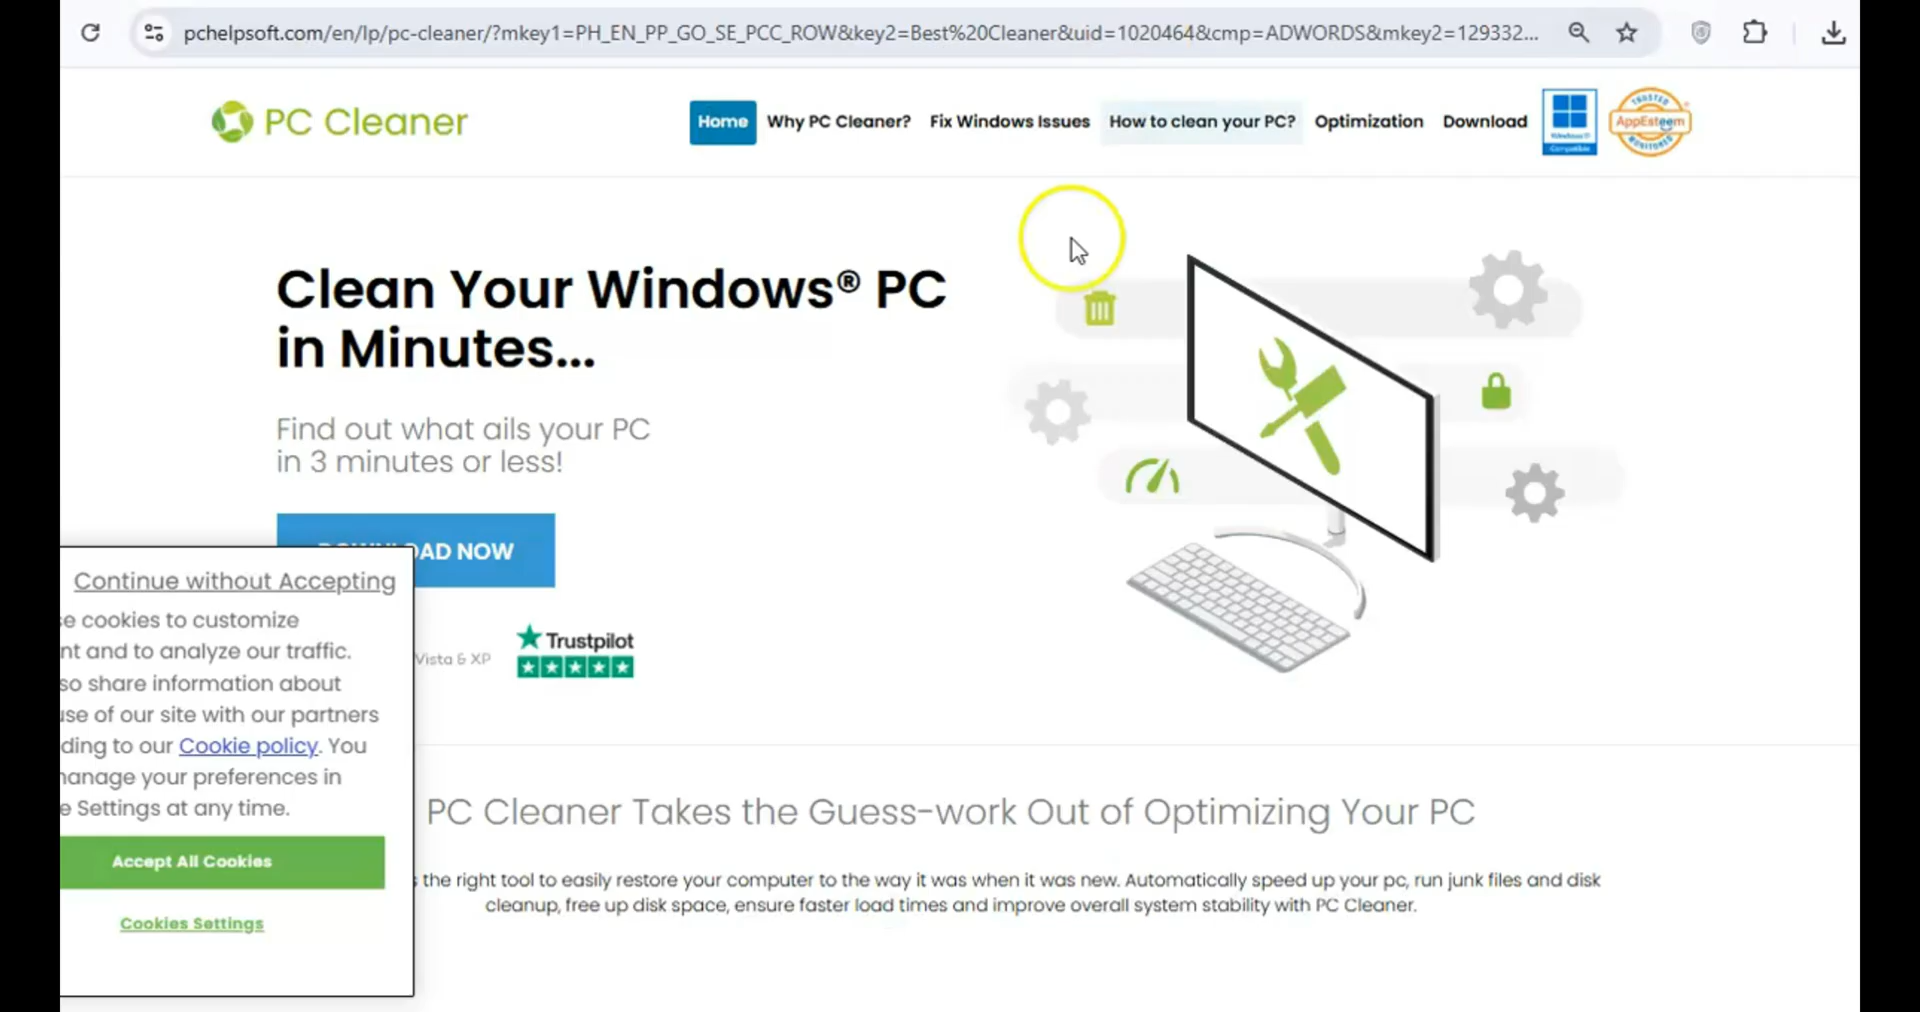 pchelpsoft.com/en/lp/pc-cleaner/?mkey1=PH_EN_PP_GO_SE_PCC_ROW&key2=Best%20Cleaner&uid=1020464&cmp=ADWORDS&mkey2=129332...
PC Cleaner
Home Why PC Cleaner? Fix Windows Issues How to clean your PC? Optimization Download
TRUSTED
AppEsteem
MONITORED
Compatible
Clean Your Windows® PC
in Minutes...
Find out what ails your PC
in 3 minutes or less!
AD NOW
Continue without Accepting
se cookies to customize
nt and to analyze our traffic.
so share information about
use of our site with our partners
ding to our Cookie policy. You
manage your preferences in
e Settings at any time.
Accept All Cookies
Cookies Settings
Vista & XP
Trustpilot
PC Cleaner Takes the Guess-work Out of Optimizing Your PC
s the right tool to easily restore your computer to the way it was when it was new. Automatically speed up your pc, run junk files and disk
cleanup, free up disk space, ensure faster load times and improve overall system stability with PC Cleaner.